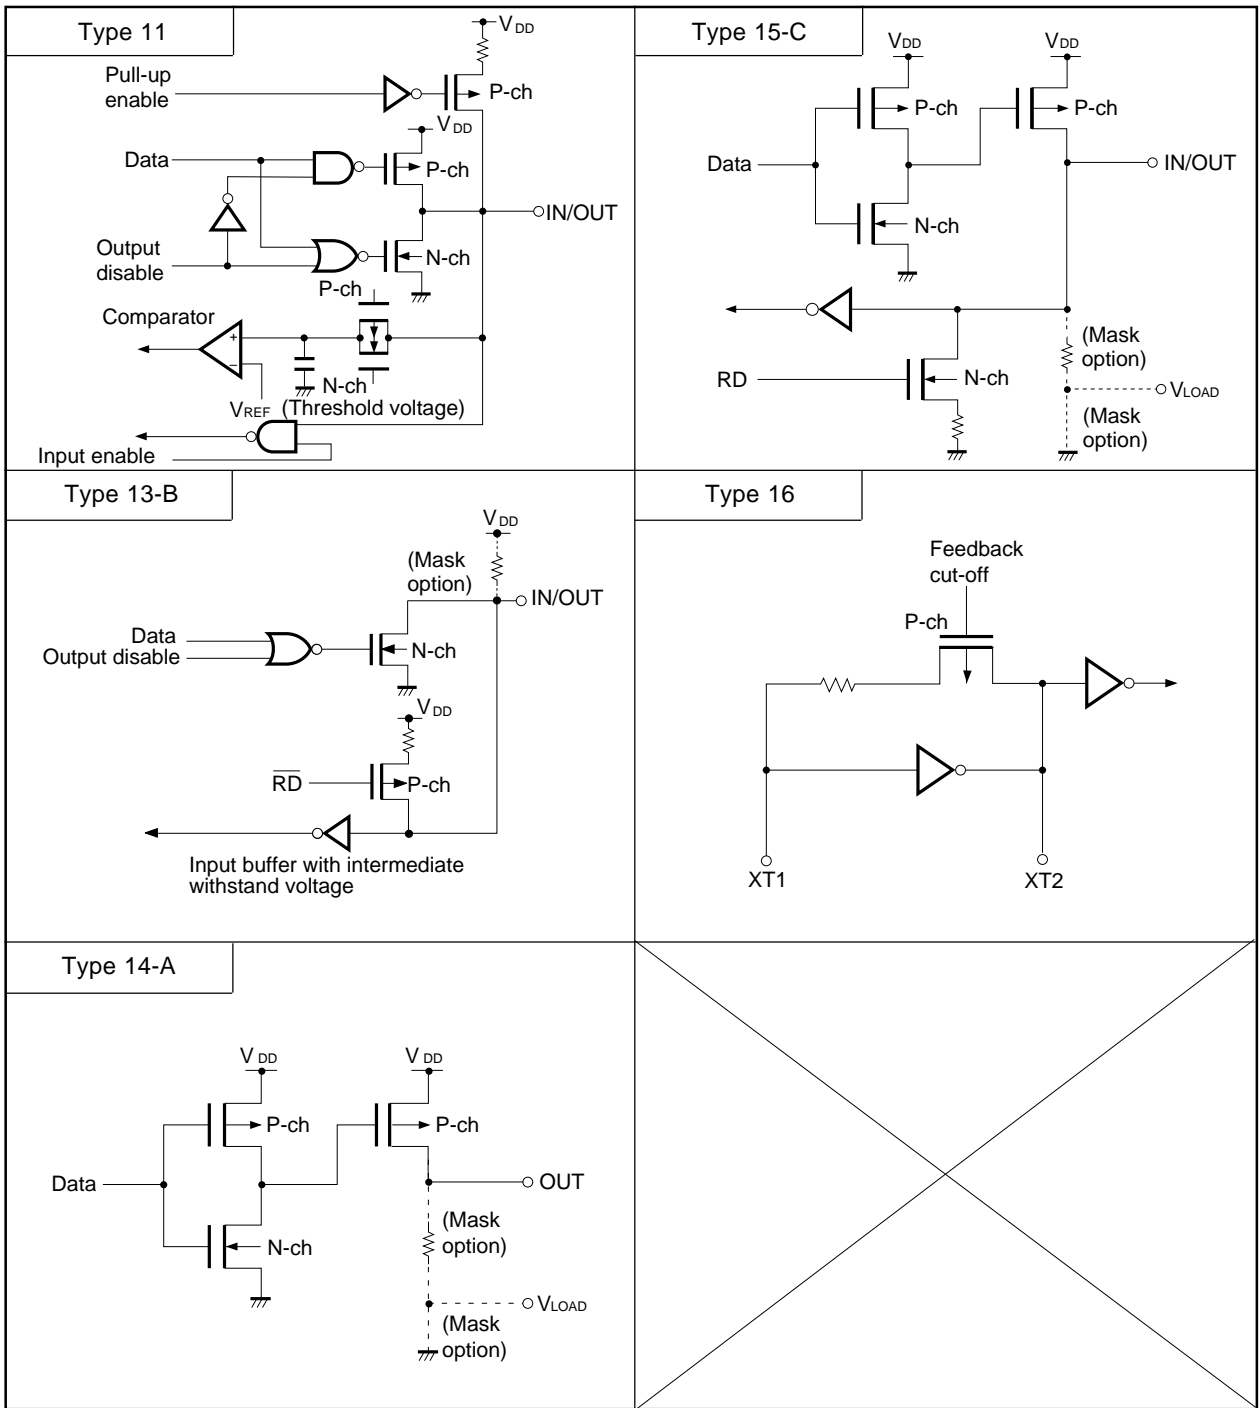 Type 11
VDD
Pull-up
enable
P-ch
VDD
Data
P-ch
IN/OUT
Output
disable
N-ch
P-ch
Comparator
+
−
N-ch
VREF (Threshold voltage)
Input enable
Type 15-C
VDD
VDD
P-ch
P-ch
Data
IN/OUT
N-ch
(Mask
option)
RD
N-ch
VLOAD
(Mask
option)
Type 13-B
VDD
(Mask
option)
IN/OUT
Data
Output disable
N-ch
VDD
RD
P-ch
Input buffer with intermediate
withstand voltage
Type 16
Feedback
cut-off
P-ch
XT1
XT2
Type 14-A
VDD
VDD
P-ch
P-ch
Data
OUT
N-ch
(Mask
option)
VLOAD
(Mask
option)